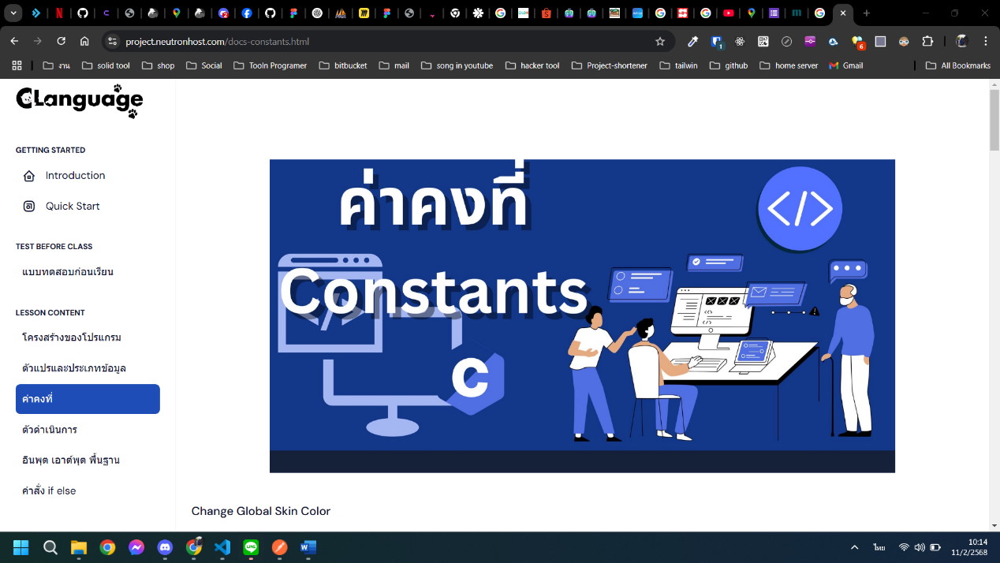 project.neutronhost.com/docs-constants.html
งาน
solid tool
shop
Social
Tooln Programer
bitbucket
mail
song in youtube
hacker tool
Project-shortener
tailwin
github
home server
Gmail
All Bookmarks
CLanguage
GETTING STARTED
Introduction
Quick Start
TEST BEFORE CLASS
แบบทดสอบก่อนเรียน
LESSON CONTENT
โครงสร้างของโปรแกรม
ตัวแปรและประเภทข้อมูล
ค่าคงที่
ตัวดำเนินการ
อินพุต เอาต์พุต พื้นฐาน
คำสั่ง if else
ค่าคงที่
Constants
C
Change Global Skin Color
ไทย
10:14
11/2/2568